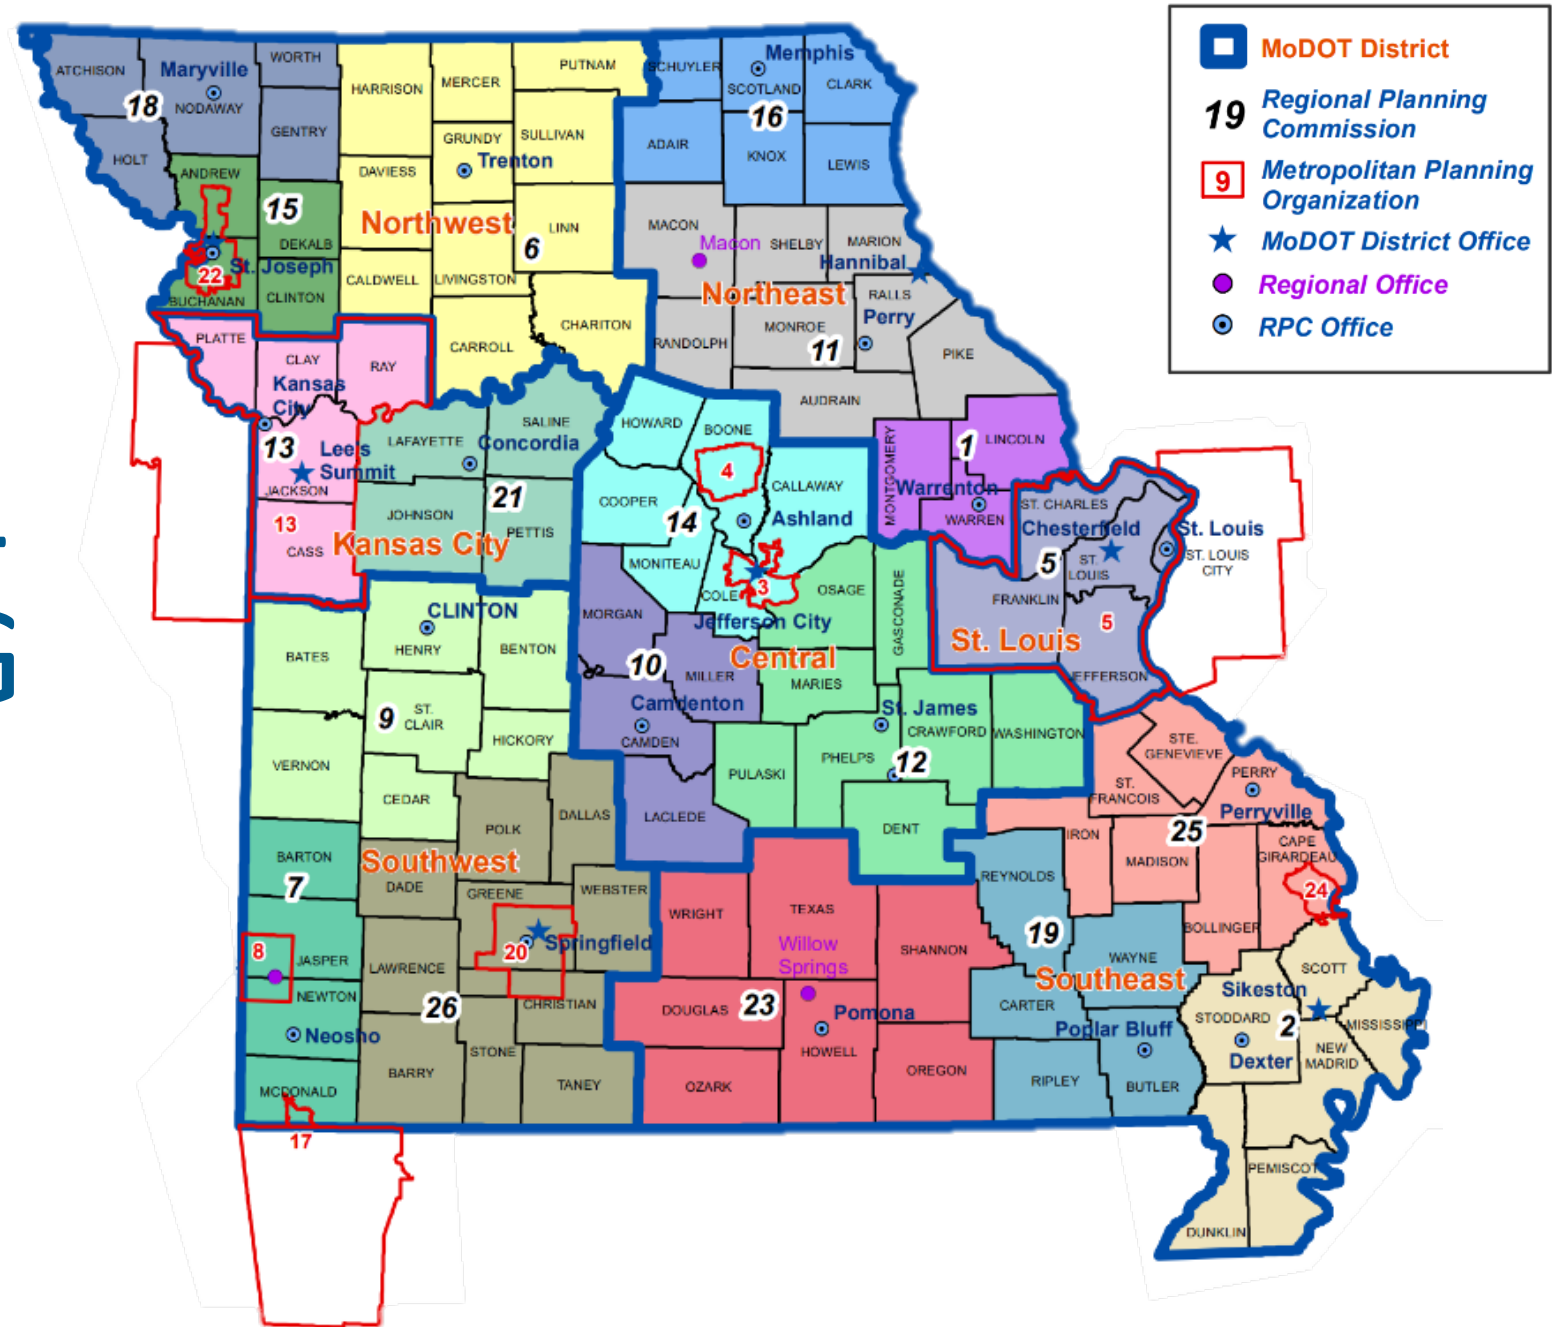 MoDOT District
19
Regional Planning
Commission
9
Metropolitan Planning
Organization
MoDOT District Office
Regional Office
RPC Office
ATCHISON
Maryville
NODAWAY
WORTH
18
HOLT
GENTRY
HARRISON
MERCER
PUTNAM
GRUNDY
SULLIVAN
Trenton
DAVIESS
Northwest
6
LINN
CALDWELL
LIVINGSTON
CARROLL
CHARITON
ANDREW
15
DEKALB
St. Joseph
22
BUCHANAN
CLINTON
SCHUYLER
Memphis
SCOTLAND
CLARK
16
ADAIR
KNOX
LEWIS
MACON
Macon
SHELBY
MARION
Hannibal
Northeast
RALLS
Perry
RANDOLPH
MONROE
11
PIKE
AUDRAIN
PLATTE
CLAY
RAY
Kansas
City
13
Lee's
Summit
JACKSON
13
CASS
SALINE
LAFAYETTE
Concordia
21
JOHNSON
PETTIS
Kansas City
HOWARD
BOONE
4
CALLAWAY
COOPER
14
Ashland
MONITEAU
COLE
3
Jefferson City
Central
OSAGE
GASCONADE
MORGAN
10
MILLER
MARIES
Camdenton
CAMDEN
LACLEDE
St. James
CRAWFORD
WASHINGTON
PHELPS
12
PULASKI
DENT
MONTGOMERY
1
LINCOLN
Warrenton
WARREN
ST. CHARLES
Chesterfield
St. Louis
ST. LOUIS
CITY
5
ST.
LOUIS
FRANKLIN
5
St. Louis
JEFFERSON
CLINTON
HENRY
BATES
BENTON
9
ST.
CLAIR
HICKORY
VERNON
CEDAR
POLK
DALLAS
BARTON
7
Southwest
DADE
GREENE
WEBSTER
8
JASPER
20
Springfield
LAWRENCE
NEWTON
26
CHRISTIAN
Neosho
STONE
BARRY
TANEY
MCDONALD
17
WRIGHT
TEXAS
Willow
Springs
SHANNON
DOUGLAS
23
Pomona
HOWELL
OZARK
OREGON
STE.
GENEVIEVE
PERRY
ST.
FRANCOIS
Perryville
25
IRON
MADISON
CAPE
GIRARDEAU
24
BOLLINGER
REYNOLDS
19
WAYNE
Southeast
CARTER
Poplar Bluff
RIPLEY
BUTLER
SCOTT
Sikeston
STODDARD
2
MISSISSIPPI
Dexter
NEW
MADRID
PEMISCOT
DUNKLIN